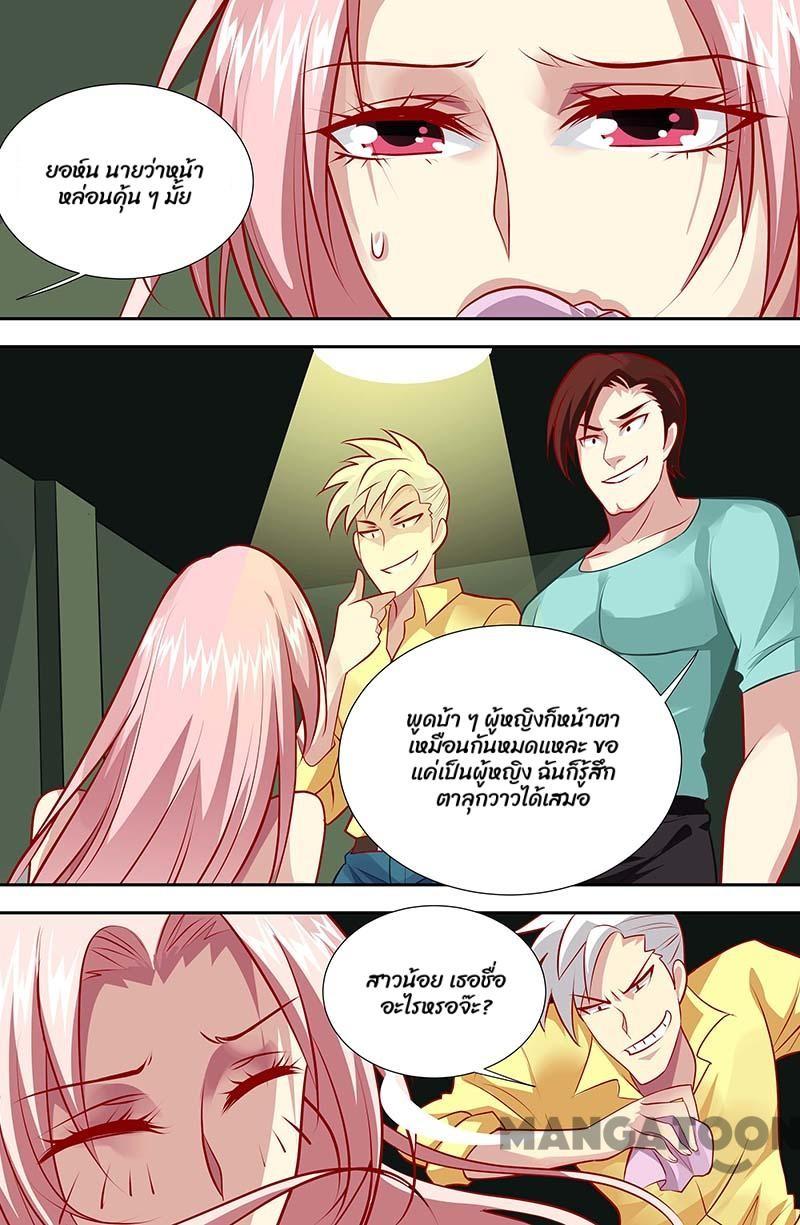 ยอห์น นายว่าหน้า
หล่อนคุ้น ๆ มั้ย
พูดบ้า ๆ ผู้หญิงก็หน้าตา
เหมือนกันหมดแหละ ขอ
แค่เป็นผู้หญิง ฉันก็รู้สึก
ตาลุกวาวได้เสมอ
สาวน้อย เธอชื่อ
อะไรหรอจ๊ะ?
MANGATOON